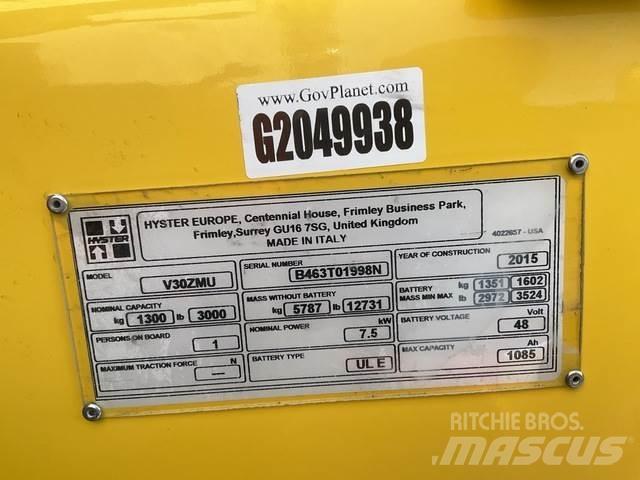 www.GovPlanet.com
G2049938
HYSTER
HYSTER EUROPE, Centennial House, Frimley Business Park,
Frimley,Surrey GU16 7SG, United Kingdom
MADE IN ITALY
4022657 - USA
MODEL V30ZMU
SERIAL NUMBER B463T01998N
YEAR OF CONSTRUCTION 2015
NOMINAL CAPACITY kg 1300 lb 3000
MASS WITHOUT BATTERY kg 5787 lb 12731
BATTERY MASS MIN MAX kg 1351 1602
lb 2972 3524
PERSONS ON BOARD 1
NOMINAL POWER kW 7.5
BATTERY VOLTAGE Volt 48
MAXIMUM TRACTION FORCE N —
BATTERY TYPE UL E
MAX CAPACITY Ah 1085
RITCHIE BROS.
MASCUS